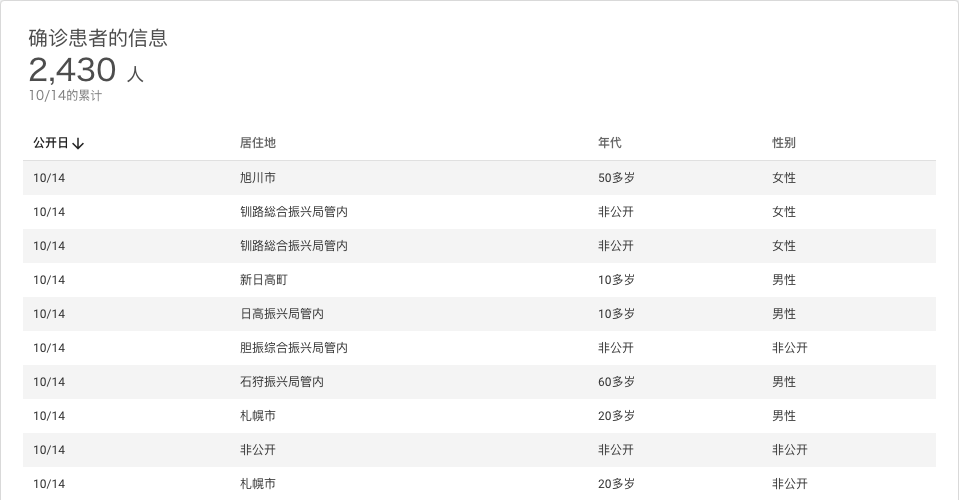 确诊患者的信息
2,430 人
10/14的累计
公开日↓ 居住地 年代 性别
10/14 旭川市 50多岁 女性
10/14 钏路総合振兴局管内 非公开 女性
10/14 钏路総合振兴局管内 非公开 女性
10/14 新日高町 10多岁 男性
10/14 日高振兴局管内 10多岁 男性
10/14 胆振综合振兴局管内 非公开 非公开
10/14 石狩振兴局管内 60多岁 男性
10/14 札幌市 20多岁 男性
10/14 非公开 非公开 非公开
10/14 札幌市 20多岁 非公开